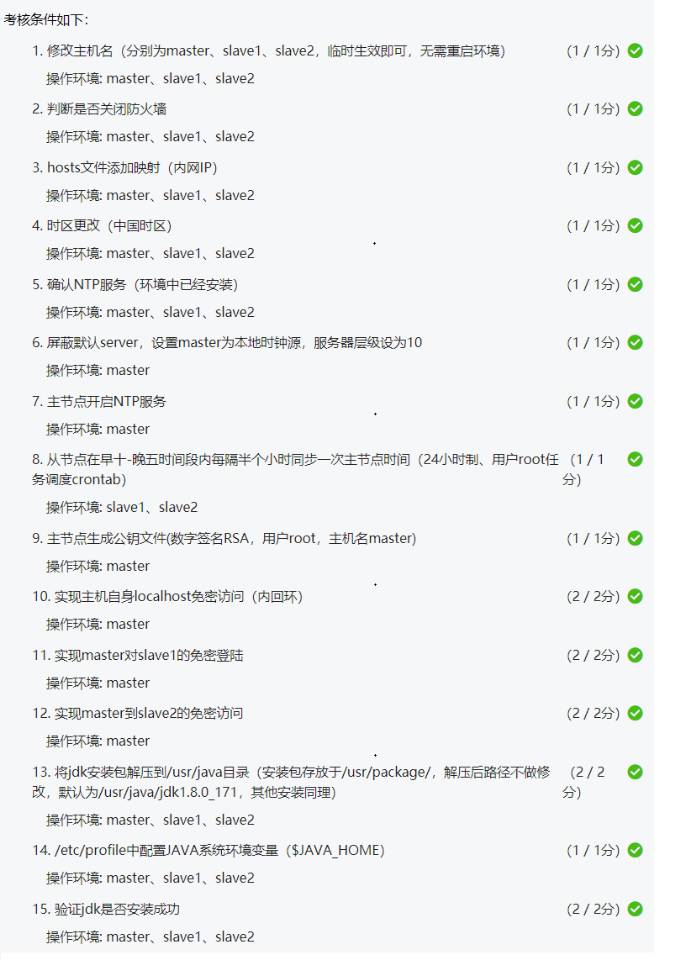 考核条件如下：
1. 修改主机名（分别为master、slave1、slave2，临时生效即可，无需重启环境） （1 / 1分）
操作环境: master、slave1、slave2
2. 判断是否关闭防火墙 （1 / 1分）
操作环境: master、slave1、slave2
3. hosts文件添加映射（内网IP） （1 / 1分）
操作环境: master、slave1、slave2
4. 时区更改（中国时区） （1 / 1分）
操作环境: master、slave1、slave2
5. 确认NTP服务（环境中已经安装） （1 / 1分）
操作环境: master、slave1、slave2
6. 屏蔽默认server，设置master为本地时钟源，服务器层级设为10 （1 / 1分）
操作环境: master
7. 主节点开启NTP服务 （1 / 1分）
操作环境: master
8. 从节点在早十-晚五时间段内每隔半个小时同步一次主节点时间（24小时制、用户root任 （1 / 1
务调度crontab） 分）
操作环境: slave1、slave2
9. 主节点生成公钥文件(数字签名RSA，用户root，主机名master) （1 / 1分）
操作环境: master
10. 实现主机自身localhost免密访问（内回环） （2 / 2分）
操作环境: master
11. 实现master对slave1的免密登陆 （2 / 2分）
操作环境: master
12. 实现master到slave2的免密访问 （2 / 2分）
操作环境: master
13. 将jdk安装包解压到/usr/java目录（安装包存放于/usr/package/，解压后路径不做修 （2 / 2
改，默认为/usr/java/jdk1.8.0_171，其他安装同理） 分）
操作环境: master、slave1、slave2
14. /etc/profile中配置JAVA系统环境变量（$JAVA_HOME） （1 / 1分）
操作环境: master、slave1、slave2
15. 验证jdk是否安装成功 （2 / 2分）
操作环境: master、slave1、slave2